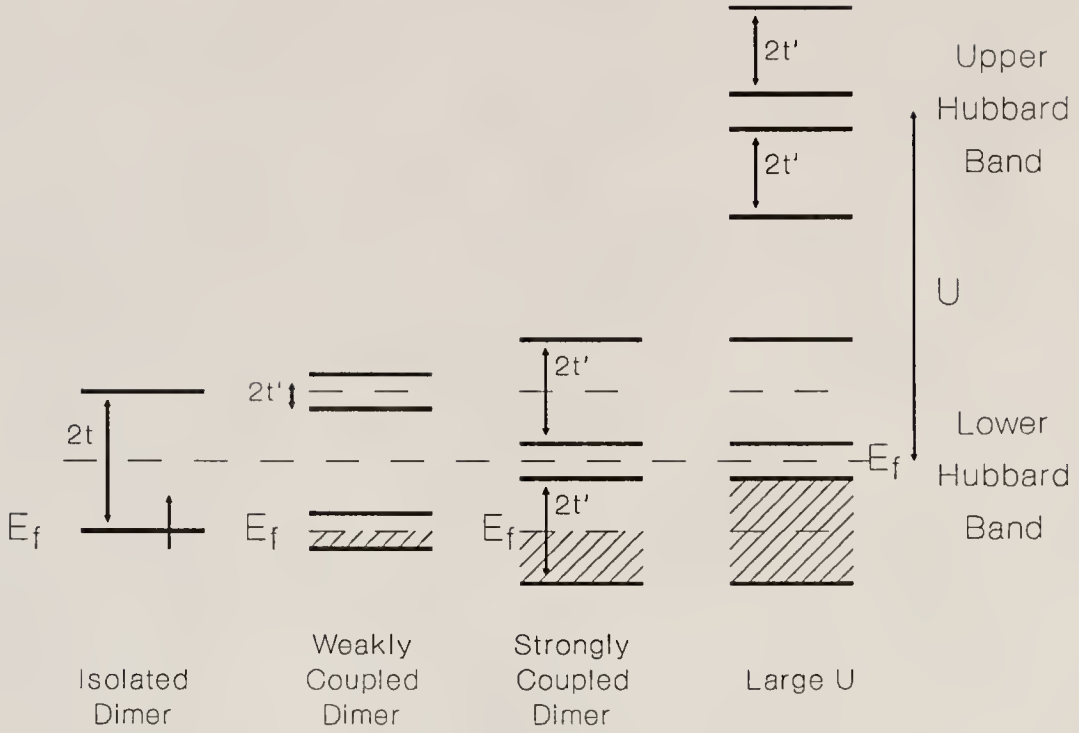 2t'
Upper
Hubbard
Band
2t'
U
2t'
2t'
2t
Lower
Hubbard
Band
E_f
2t'
E_f
E_f
E_f
Isolated
Dimer
Weakly
Coupled
Dimer
Strongly
Coupled
Dimer
Large U